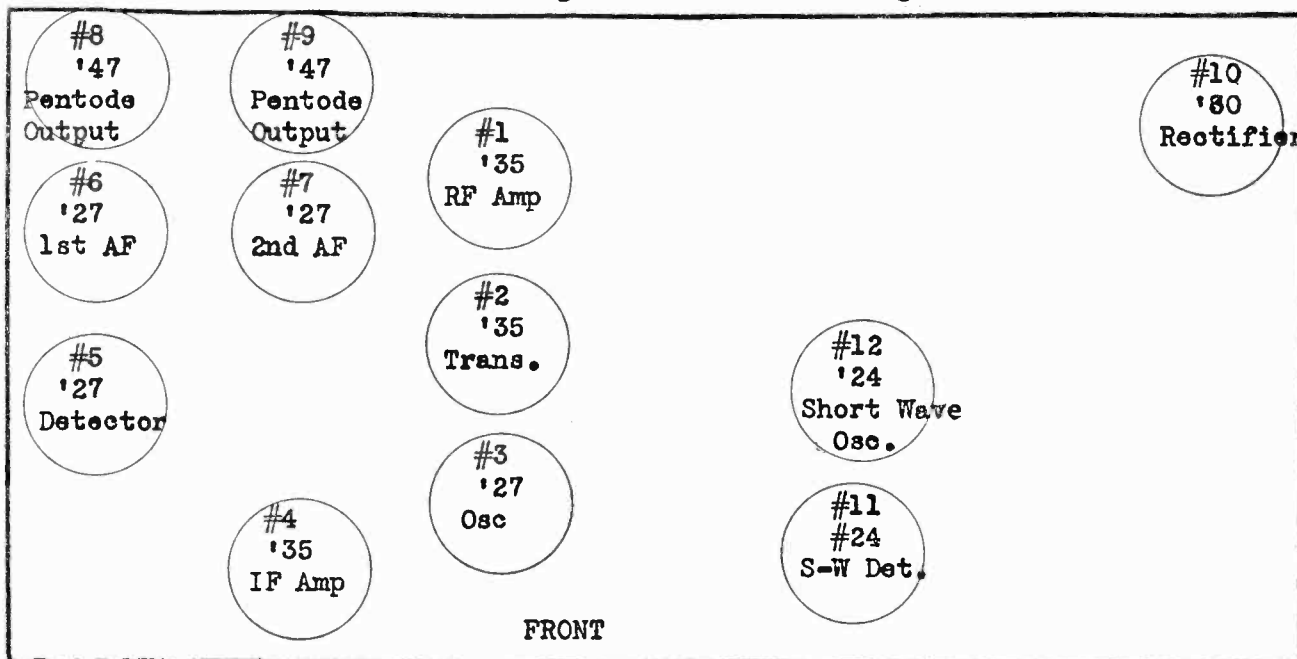 #8
'47
Pentode
Output
#9
'47
Pentode
Output
#1
'35
RF Amp
#10
'80
Rectifier
#6
'27
1st AF
#7
'27
2nd AF
#2
'35
Trans.
#5
'27
Detector
#12
'24
Short Wave
Osc.
#3
'27
Osc
#4
'35
IF Amp
#11
#24
S-W Det.
FRONT